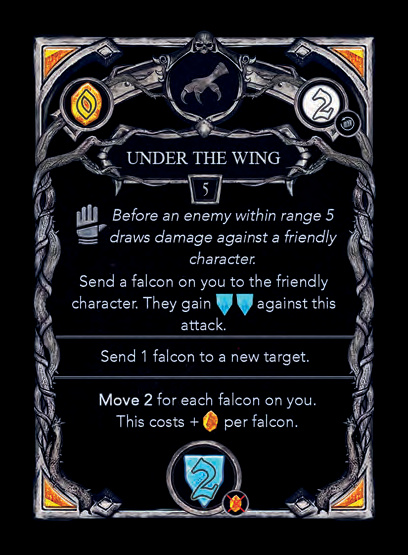 0
2
UNDER THE WING
5
Before an enemy within range 5
draws damage against a friendly
character.
Send a falcon on you to the friendly
character. They gain against this
attack.
Send 1 falcon to a new target.
Move 2 for each falcon on you.
This costs + per falcon.
2